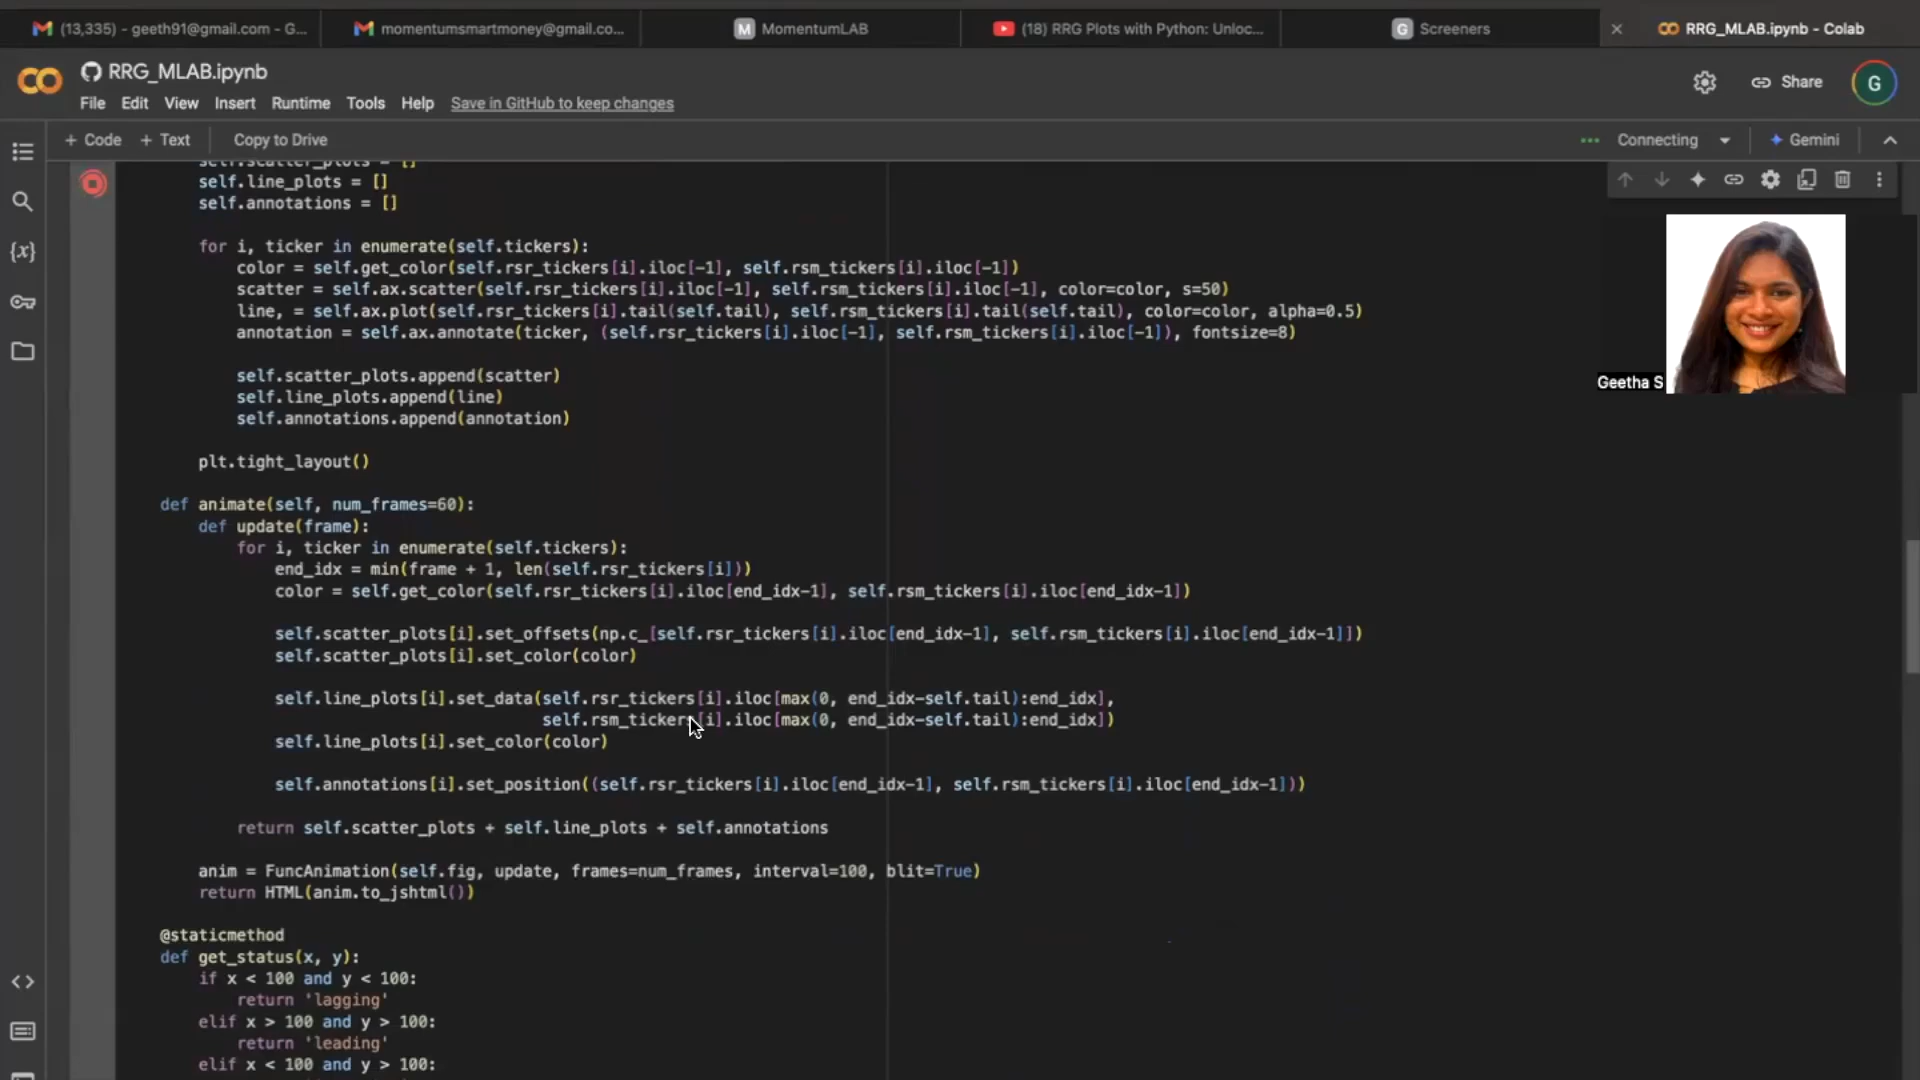 (13,335) - geeth91@gmail.com - G...
momentumsmartmoney@gmail.co...
M MomentumLAB
(18) RRG Plots with Python: Unloc...
G Screeners
RRG_MLAB.ipynb - Colab
RRG_MLAB.ipynb
Share
G
File Edit View Insert Runtime Tools Help Save in GitHub to keep changes
+ Code + Text Copy to Drive
Connecting
Gemini
self.scatter_plots = []
self.line_plots = []
self.annotations = []
for i, ticker in enumerate(self.tickers):
color = self.get_color(self.rsr_tickers[i].iloc[-1], self.rsm_tickers[i].iloc[-1])
scatter = self.ax.scatter(self.rsr_tickers[i].iloc[-1], self.rsm_tickers[i].iloc[-1], color=color, s=50)
line, = self.ax.plot(self.rsr_tickers[i].tail(self.tail), self.rsm_tickers[i].tail(self.tail), color=color, alpha=0.5)
annotation = self.ax.annotate(ticker, (self.rsr_tickers[i].iloc[-1], self.rsm_tickers[i].iloc[-1]), fontsize=8)
Geetha S
self.scatter_plots.append(scatter)
self.line_plots.append(line)
self.annotations.append(annotation)
plt.tight_layout()
def animate(self, num_frames=60):
def update(frame):
for i, ticker in enumerate(self.tickers):
end_idx = min(frame + 1, len(self.rsr_tickers[i]))
color = self.get_color(self.rsr_tickers[i].iloc[end_idx-1], self.rsm_tickers[i].iloc[end_idx-1])
self.scatter_plots[i].set_offsets(np.c_[self.rsr_tickers[i].iloc[end_idx-1], self.rsm_tickers[i].iloc[end_idx-1]])
self.scatter_plots[i].set_color(color)
self.line_plots[i].set_data(self.rsr_tickers[i].iloc[max(0, end_idx-self.tail):end_idx],
self.rsm_tickers[i].iloc[max(0, end_idx-self.tail):end_idx])
self.line_plots[i].set_color(color)
self.annotations[i].set_position((self.rsr_tickers[i].iloc[end_idx-1], self.rsm_tickers[i].iloc[end_idx-1]))
return self.scatter_plots + self.line_plots + self.annotations
anim = FuncAnimation(self.fig, update, frames=num_frames, interval=100, blit=True)
return HTML(anim.to_jshtml())
@staticmethod
def get_status(x, y):
if x < 100 and y < 100:
return 'lagging'
elif x > 100 and y > 100:
return 'leading'
elif x < 100 and y > 100: